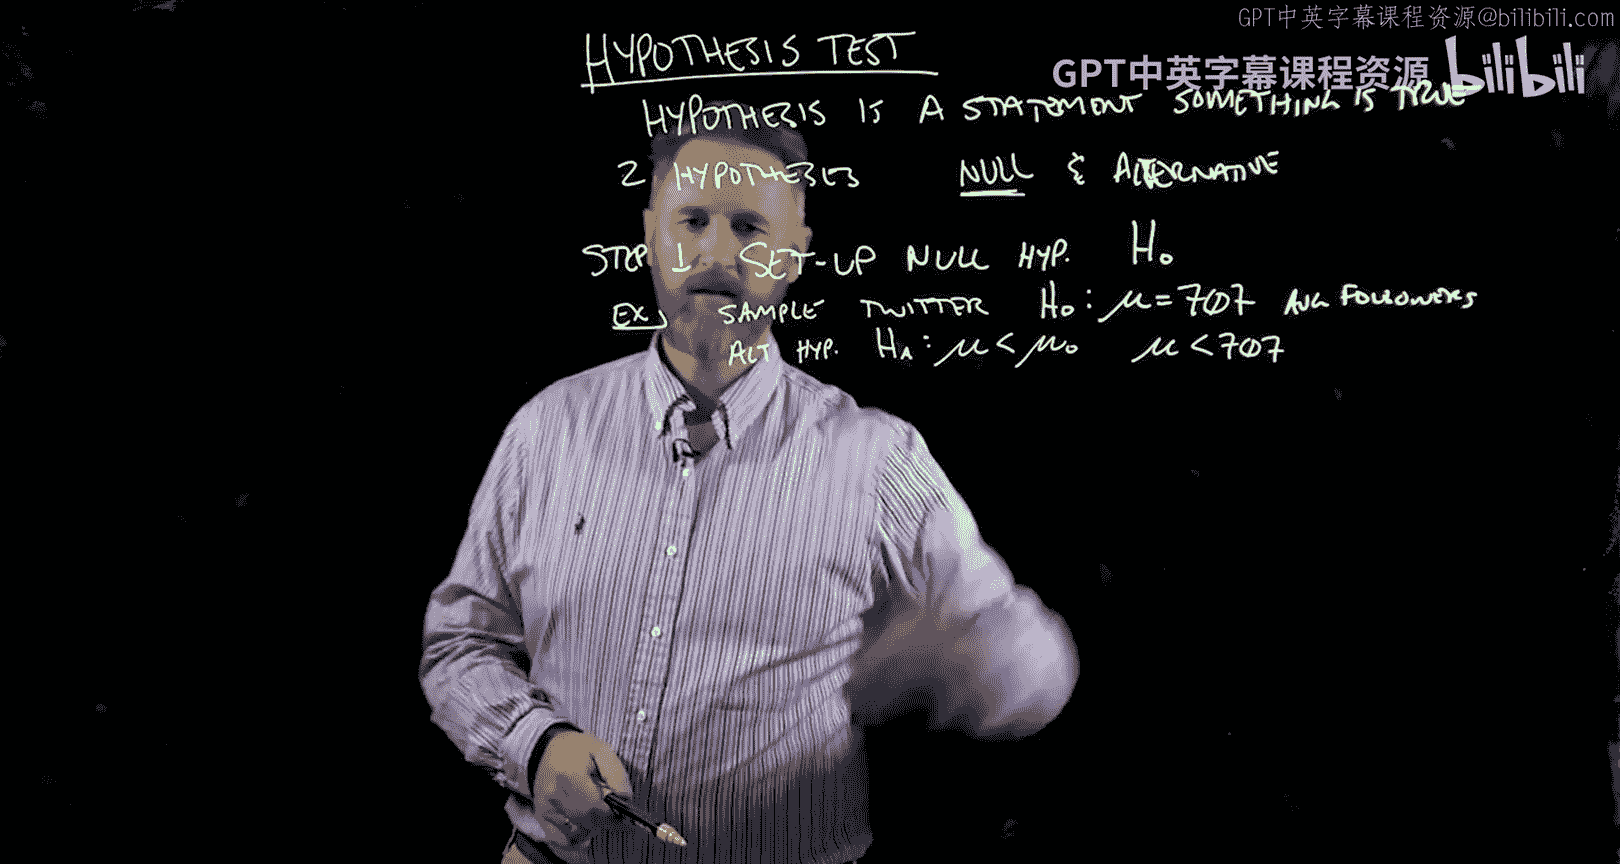 GPT中英字幕课程资源@bilibili.com
GPT中英字幕课程资源 bilibili
HYPOTHESIS TEST
HYPOTHESIS IS A STATEMENT SOMETHING IS TRUE
2 HYPOTHESES NULL & ALTERNATIVE
STEP 1 SET-UP NULL HYP. H₀
EX, SAMPLE TWITTER H₀: μ = 707 AVG FOLLOWERS
ALT HYP. Hᴀ: μ < μ₀ μ < 707